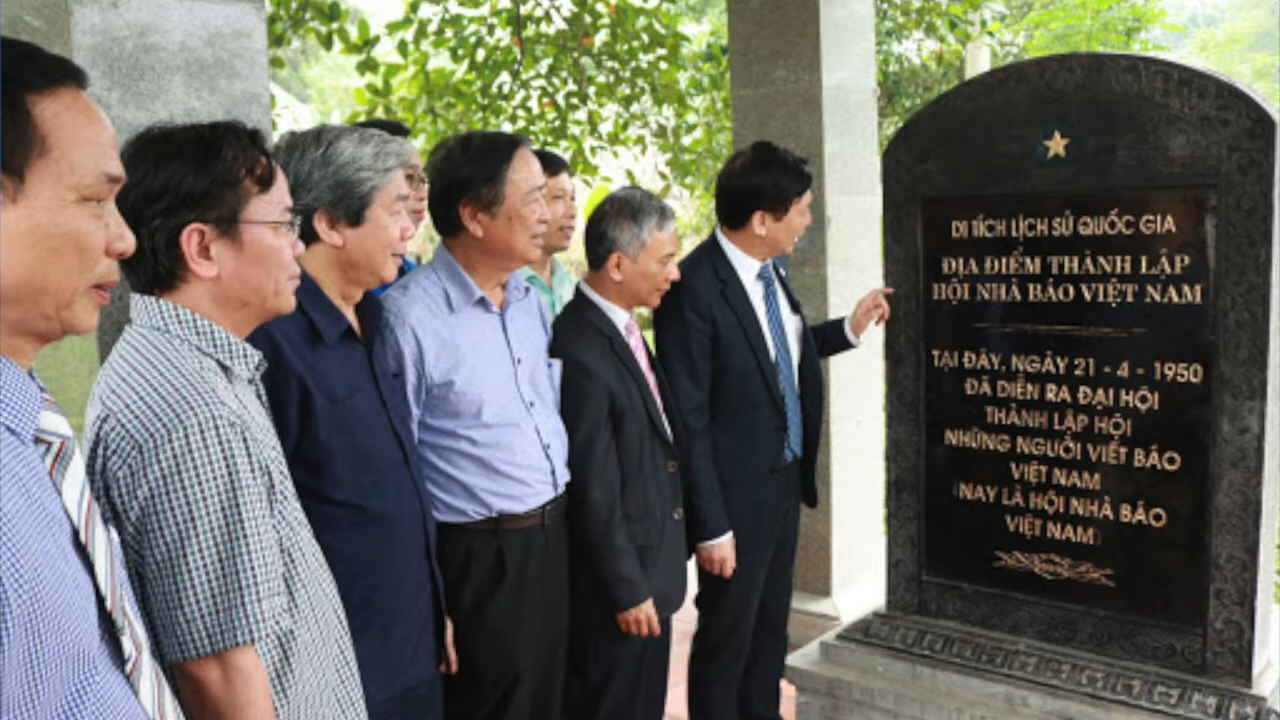 DI TÍCH LỊCH SỬ QUỐC GIA
ĐỊA ĐIỂM THÀNH LẬP
HỘI NHÀ BÁO VIỆT NAM
TẠI ĐÂY, NGÀY 21 - 4 - 1950
ĐÃ DIỄN RA ĐẠI HỘI
THÀNH LẬP HỘI
NHỮNG NGƯỜI VIẾT BÁO
VIỆT NAM
(NAY LÀ HỘI NHÀ BÁO
VIỆT NAM)